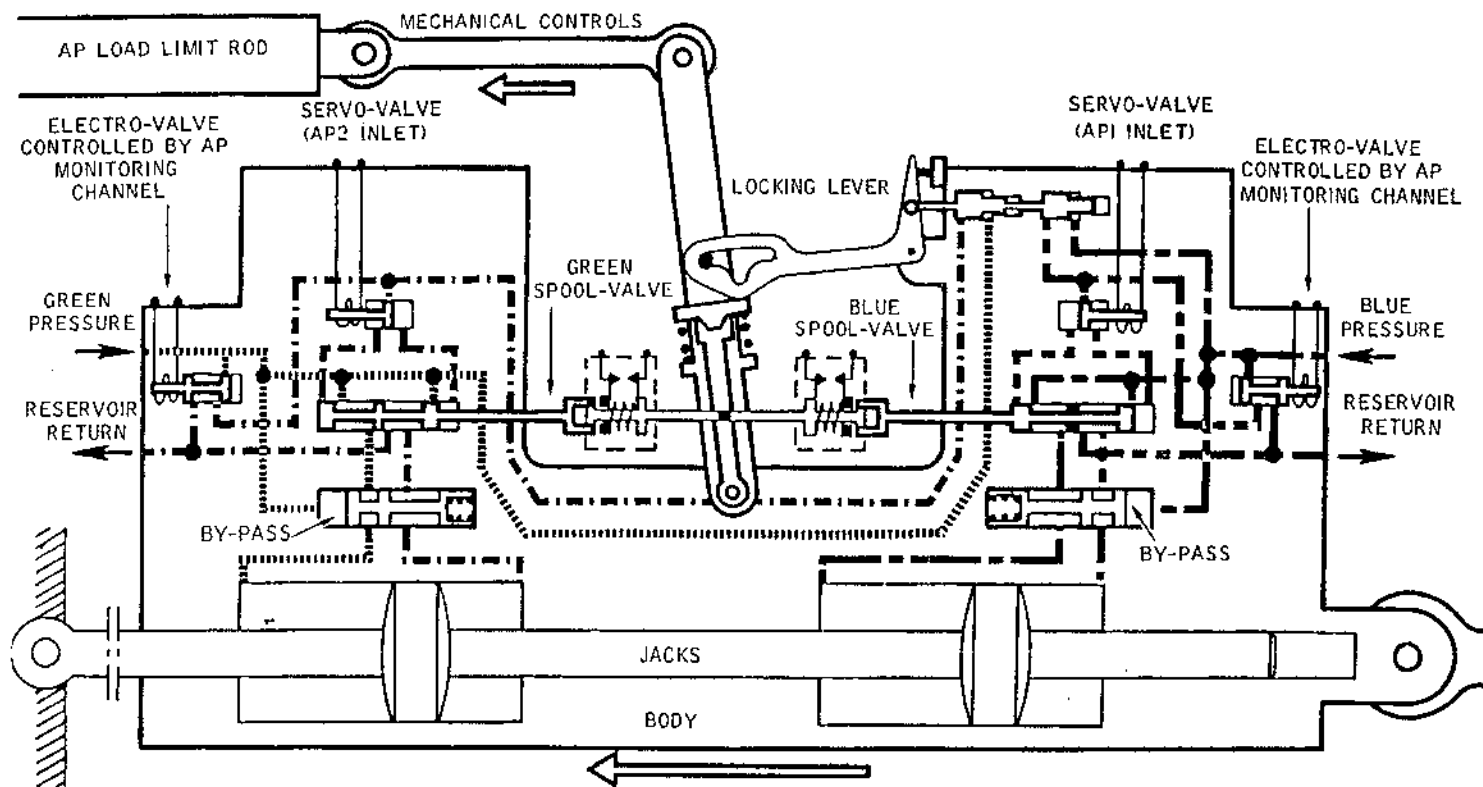 MECHANICAL CONTROLS
AP LOAD LIMIT ROD
SERVO-VALVE
(AP2 INLET)
SERVO-VALVE
(AP1 INLET)
ELECTRO-VALVE
CONTROLLED BY AP
MONITORING
CHANNEL
ELECTRO-VALVE
CONTROLLED BY AP
MONITORING
CHANNEL
LOCKING LEVER
GREEN
SPOOL-VALVE
GREEN
PRESSURE
BLUE
SPOOL-VALVE
BLUE
PRESSURE
RESERVOIR
RETURN
RESERVOIR
RETURN
BY-PASS
BY-PASS
JACKS
BODY